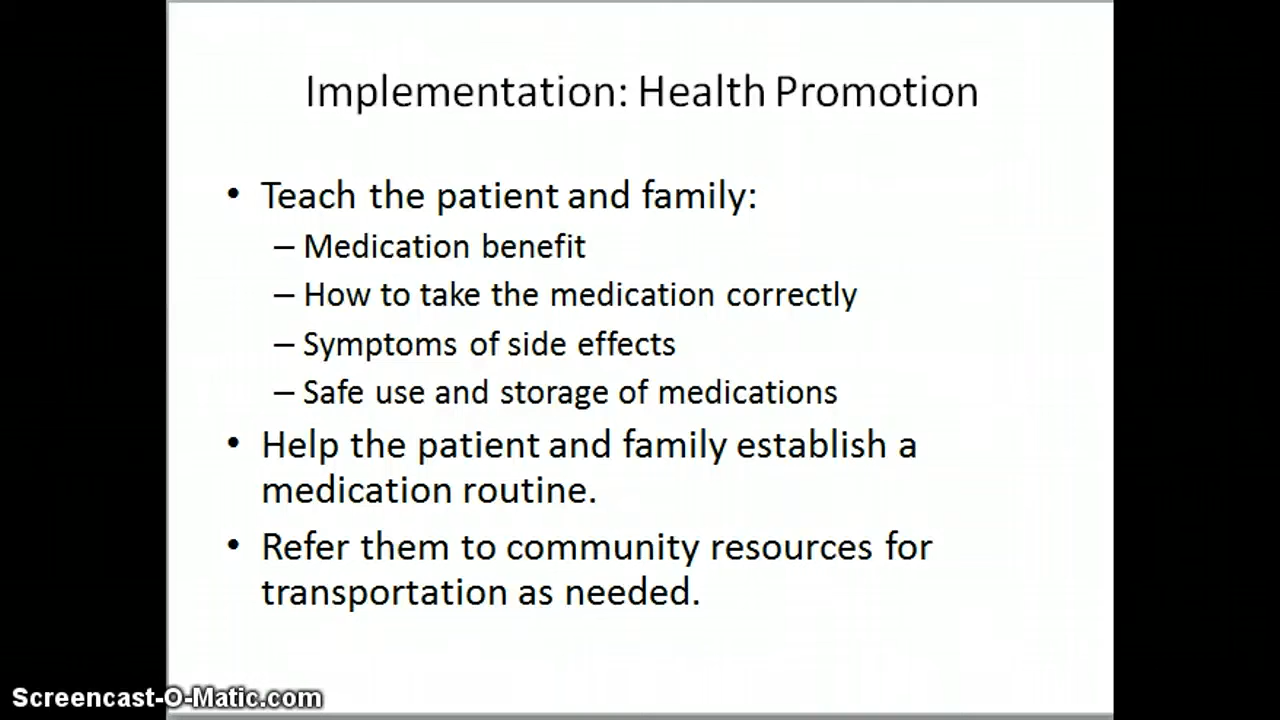 Implementation: Health Promotion
• Teach the patient and family:
– Medication benefit
– How to take the medication correctly
– Symptoms of side effects
– Safe use and storage of medications
• Help the patient and family establish a
medication routine.
• Refer them to community resources for
transportation as needed.
Screencast-O-Matic.com